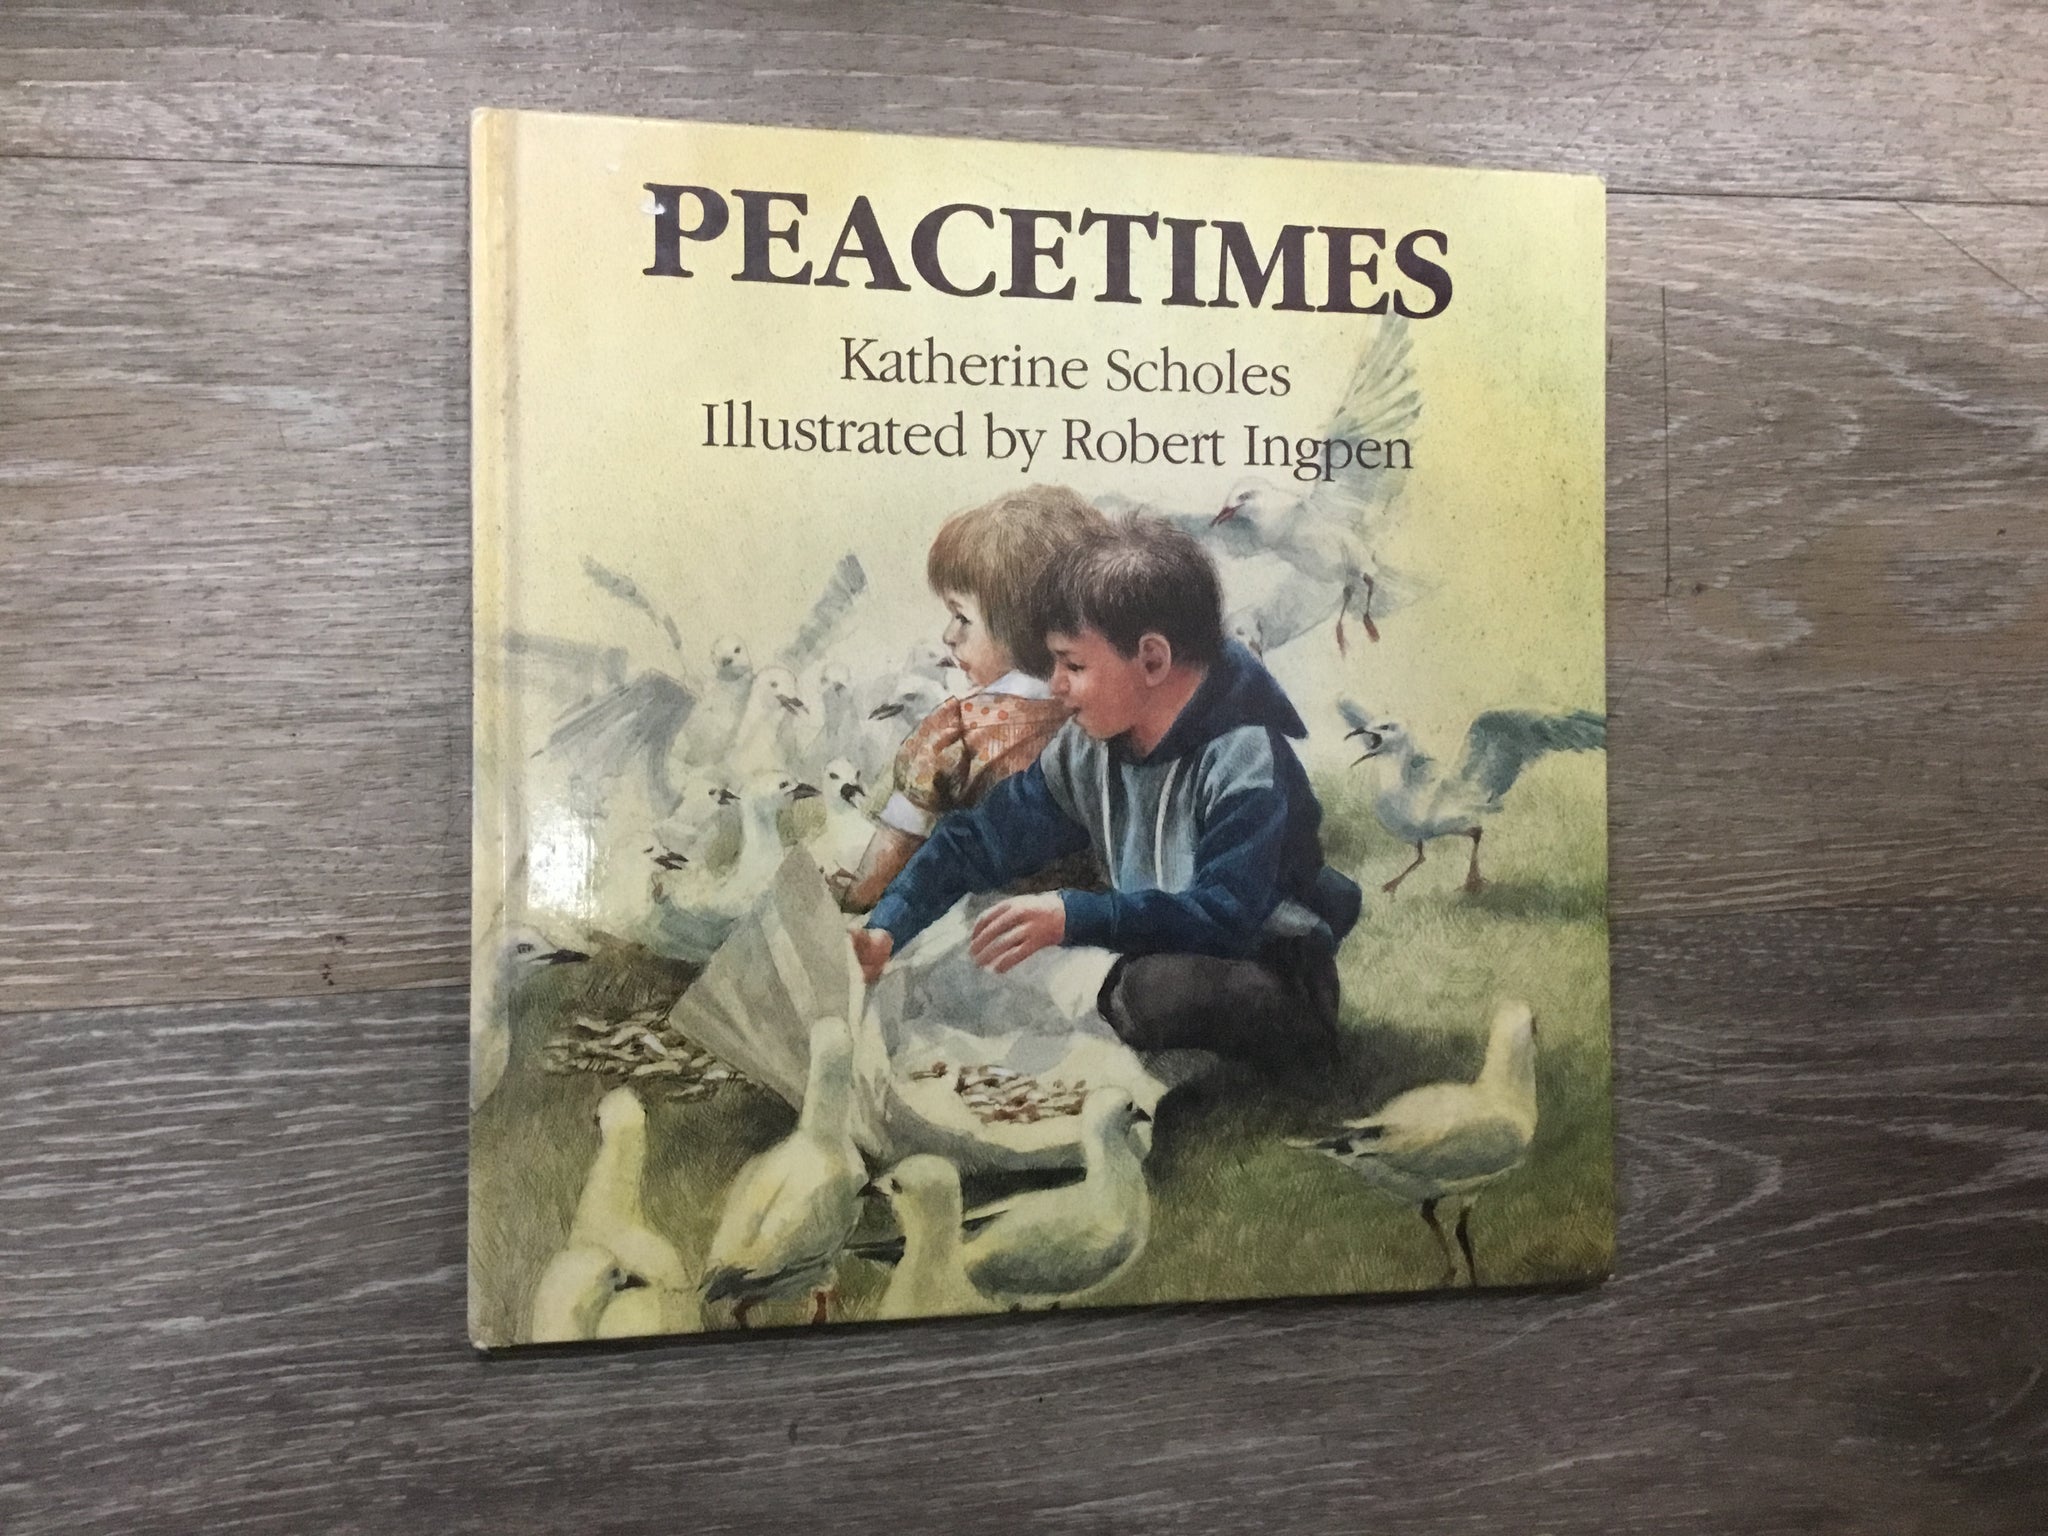 PEACETIMES
Katherine Scholes
Illustrated by Robert Ingpen